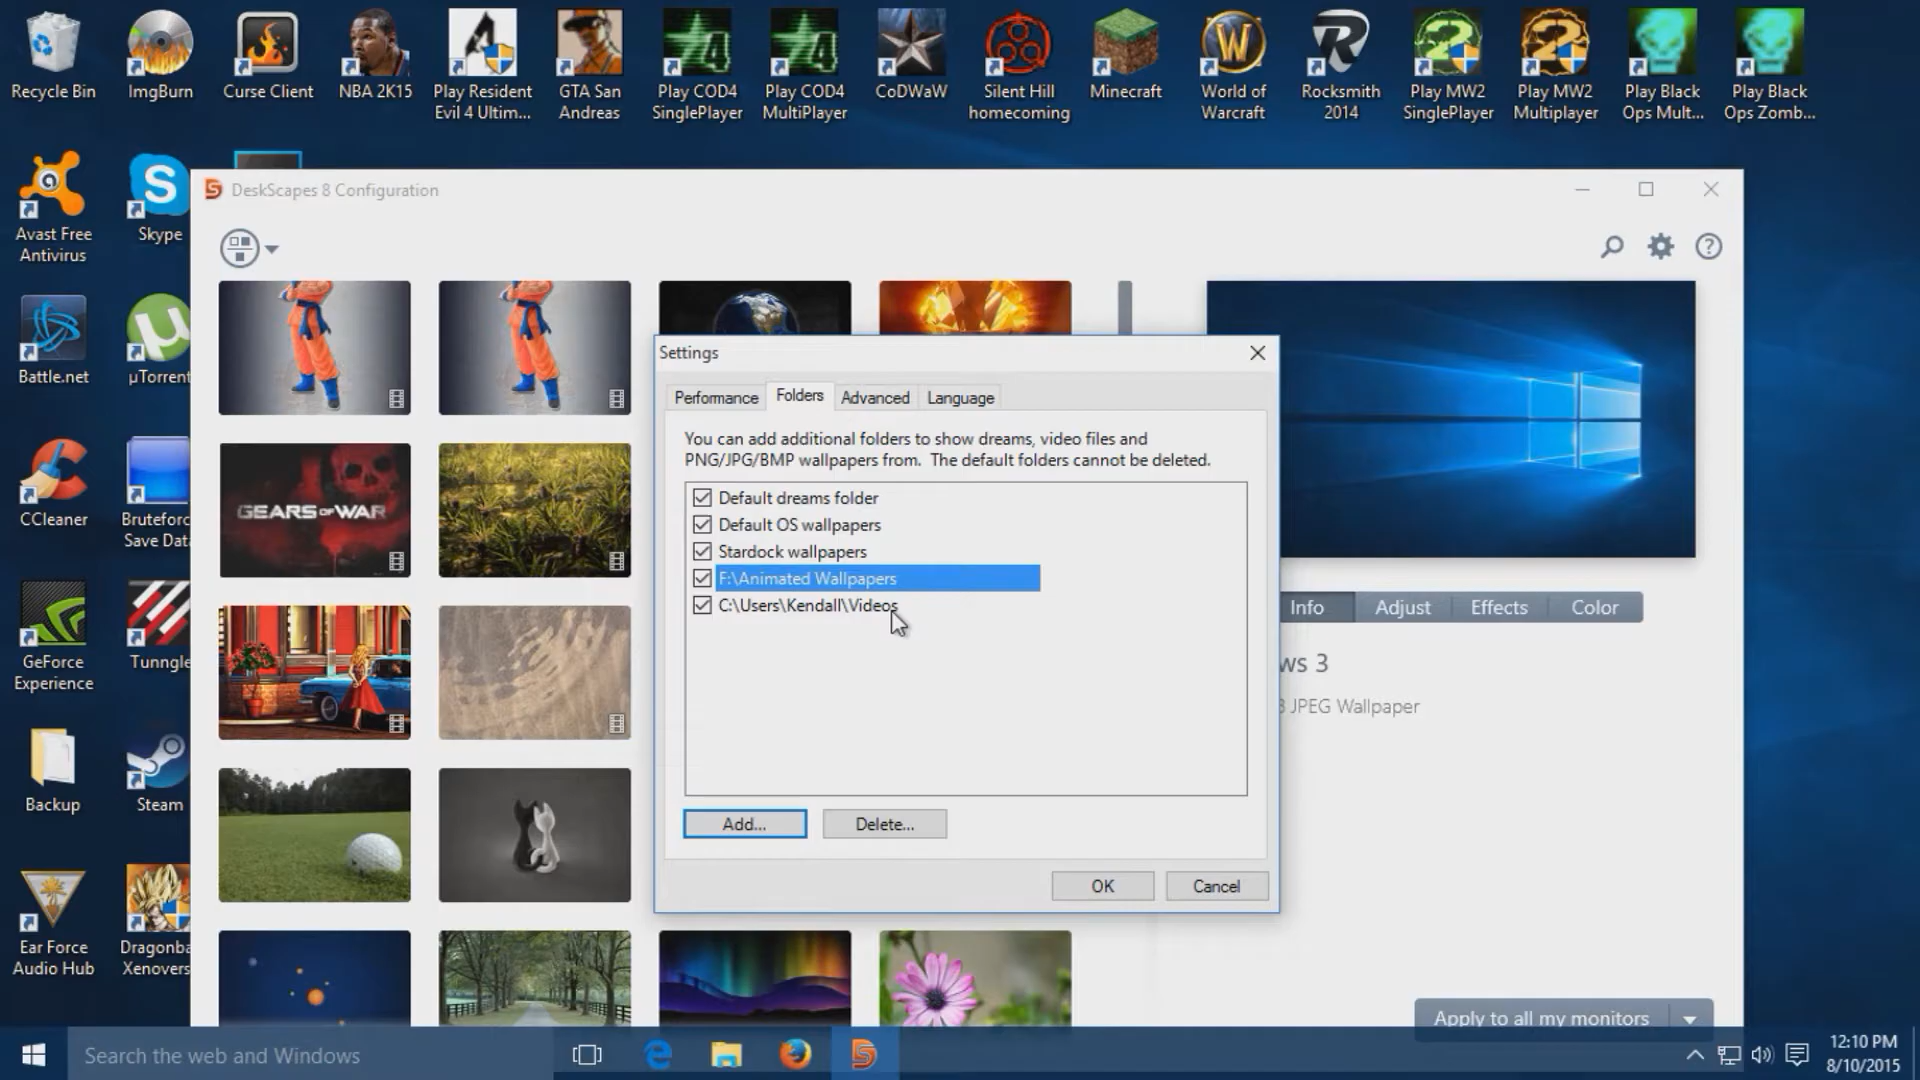 Recycle Bin
ImgBurn
Curse Client
NBA 2K15
Play Resident
Evil 4 Ultim...
GTA San
Andreas
Play COD4
SinglePlayer
Play COD4
MultiPlayer
CoDWaW
Silent Hill
homecoming
Minecraft
World of
Warcraft
Rocksmith
2014
Play MW2
SinglePlayer
Play MW2
Multiplayer
Play Black
Ops Mult...
Play Black
Ops Zomb...
Avast Free
Antivirus
Skype
Battle.net
µTorrent
CCleaner
Bruteforc
Save Data
GeForce
Experience
Tunngle
Backup
Steam
Ear Force
Audio Hub
Dragonba
Xenovers
DeskScapes 8 Configuration
GEARS OF WAR
Settings
Performance
Folders
Advanced
Language
You can add additional folders to show dreams, video files and
PNG/JPG/BMP wallpapers from. The default folders cannot be deleted.
Default dreams folder
Default OS wallpapers
Stardock wallpapers
F:\Animated Wallpapers
C:\Users\Kendall\Videos
Add...
Delete...
OK
Cancel
Info
Adjust
Effects
Color
ws 3
JPEG Wallpaper
Apply to all my monitors
Search the web and Windows
12:10 PM
8/10/2015